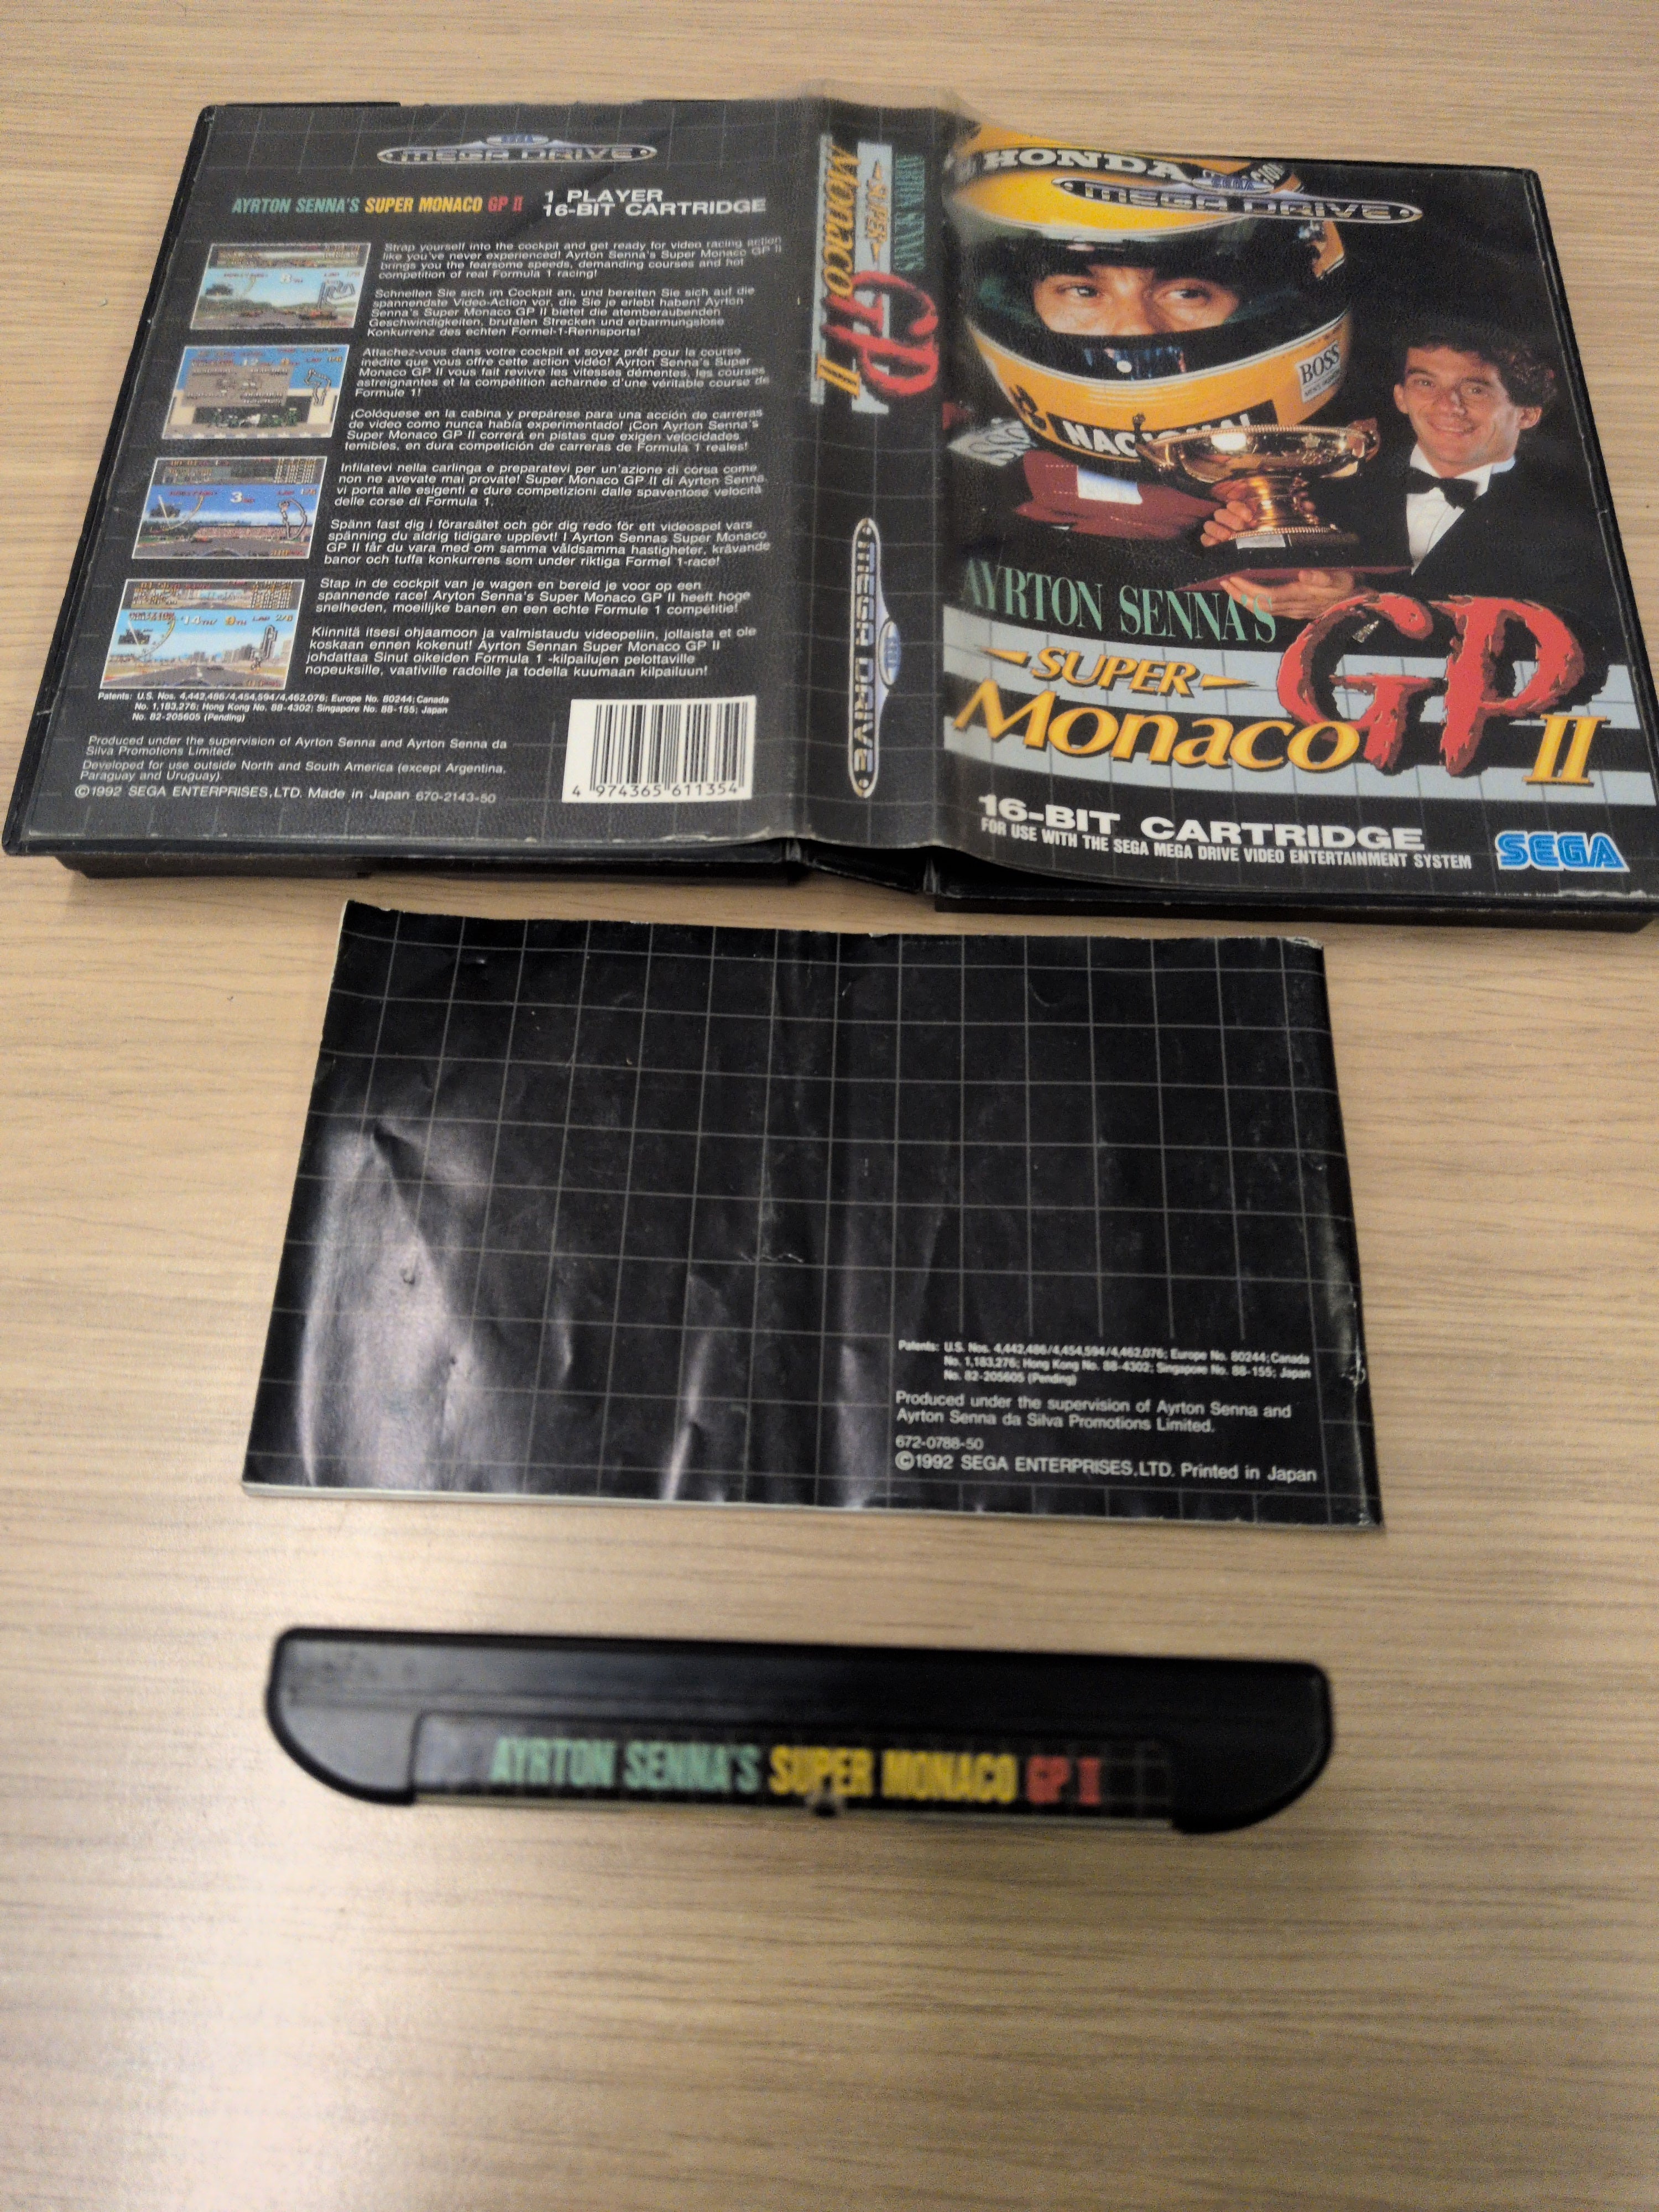 SEGA
MEGA DRIVE
AYRTON SENNA'S SUPER MONACO GP II
1 PLAYER
16-BIT CARTRIDGE
Strap yourself into the cockpit and get ready for video racing action
like you've never experienced! Ayrton Senna's Super Monaco GP II
brings you the fearsome speeds, demanding courses and hot
competition of real Formula 1 racing!
Schnellen Sie sich im Cockpit an, und bereiten Sie sich auf die
spannendste Video-Action vor, die Sie je erlebt haben! Ayrton
Senna's Super Monaco GP II bietet die atemberaubenden
Geschwindigkeiten, brutalen Strecken und erbarmungslose
Konkurrenz des echten Formel-1-Rennsports!
Attachez-vous dans votre cockpit et soyez prêt pour la course
inédite que vous offre cette action vidéo! Ayrton Senna's Super
Monaco GP II vous fait revivre les vitesses démentes, les courses
astreignantes et la compétition acharnée d'une véritable course de
Formule 1!
¡Colóquese en la cabina y prepárese para una acción de carreras
de vídeo como nunca había experimentado! ¡Con Ayrton Senna's
Super Monaco GP II correrá en pistas que exigen velocidades
temibles, en dura competición de carreras de Formula 1 reales!
Infilatevi nella carlinga e preparatevi per un'azione di corsa come
non ne avevate mai provate! Super Monaco GP II di Ayrton Senna
vi porta alle esigenti e dure competizioni dalle spaventose velocità
delle corse di Formula 1.
Spänn fast dig i förarsätet och gör dig redo för ett videospel vars
spänning du aldrig tidigare upplevt! I Ayrton Sennas Super Monaco
GP II får du vara med om samma våldsamma hastigheter, krävande
banor och tuffa konkurrens som under riktiga Formel 1-race!
Stap in de cockpit van je wagen en bereid je voor op een
spannende race! Aryton Senna's Super Monaco GP II heeft hoge
snelheden, moeilijke banen en een echte Formule 1 competitie!
Kiinnitä itsesi ohjaamoon ja valmistaudu videopeliin, jollaista et ole
koskaan ennen kokenut! Ayrton Sennan Super Monaco GP II
johdattaa Sinut oikeiden Formula 1 -kilpailujen pelottaville
nopeuksille, vaativille radoille ja todella kuumaan kilpailuun!
Patents: U.S. Nos. 4,442,486/4,454,594/4,462,076; Europe No. 80244; Canada
No. 1,183,276; Hong Kong No. 88-4302; Singapore No. 88-155; Japan
No. 82-205605 (Pending)
Produced under the supervision of Ayrton Senna and Ayrton Senna da
Silva Promotions Limited.
Developed for use outside North and South America (except Argentina,
Paraguay and Uruguay).
©1992 SEGA ENTERPRISES,LTD. Made in Japan 670-2143-50
4 974365 611354
AYRTON SENNA'S
SUPER
Monaco GP II
MEGA DRIVE
HONDA
SEGA
MEGA DRIVE
BOSS
NACIONAL
AYRTON SENNA'S
SUPER
Monaco GP II
16-BIT CARTRIDGE
FOR USE WITH THE SEGA MEGA DRIVE VIDEO ENTERTAINMENT SYSTEM
SEGA
Patents: U.S. Nos. 4,442,486/4,454,594/4,462,076; Europe No. 80244; Canada
No. 1,183,276; Hong Kong No. 88-4302; Singapore No. 88-155; Japan
No. 82-205605 (Pending)
Produced under the supervision of Ayrton Senna and
Ayrton Senna da Silva Promotions Limited.
672-0788-50
©1992 SEGA ENTERPRISES,LTD. Printed in Japan
AYRTON SENNA'S SUPER MONACO GP II